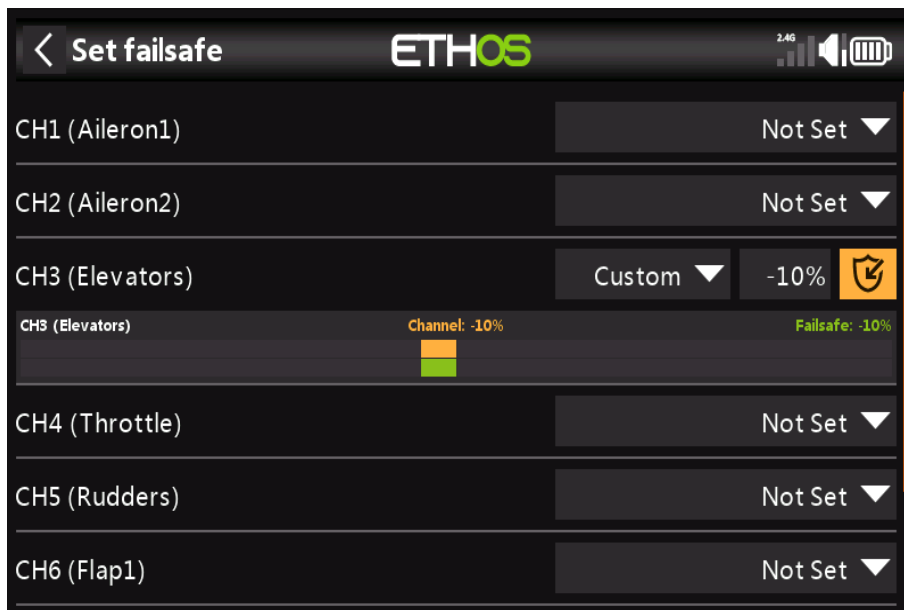 Set failsafe ETHOS 2.4G
CH1 (Aileron1) Not Set
CH2 (Aileron2) Not Set
CH3 (Elevators) Custom -10%
CH3 (Elevators) Channel: -10% Failsafe: -10%
CH4 (Throttle) Not Set
CH5 (Rudders) Not Set
CH6 (Flap1) Not Set